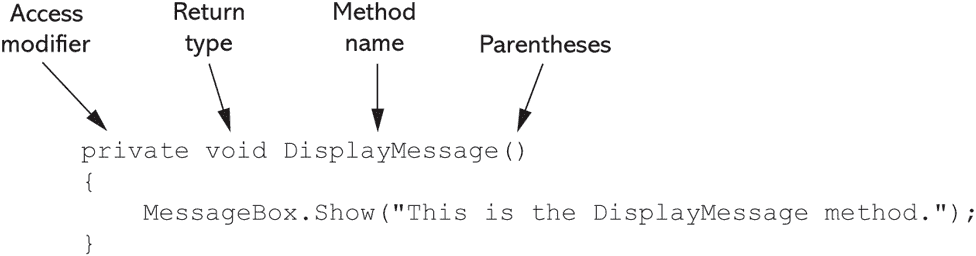 Access modifier
Return type
Method name
Parentheses
private void DisplayMessage()
{
    MessageBox.Show("This is the DisplayMessage method.");
}